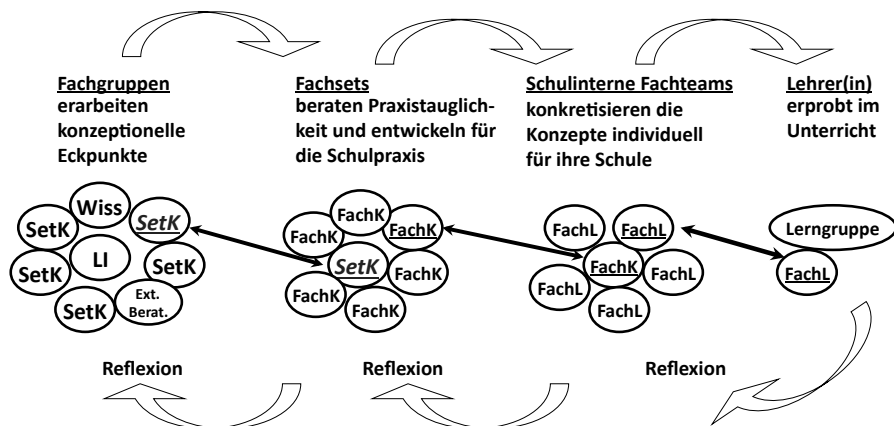 Fachgruppen
erarbeiten
konzeptionelle
Eckpunkte
Fachsets
beraten Praxistauglich-
keit und entwickeln für
die Schulpraxis
Schulinterne Fachteams
konkretisieren die
Konzepte individuell
für ihre Schule
Lehrer(in)
erprobt im
Unterricht
Wiss
SetK
SetK
LI
SetK
SetK
SetK
Ext.
Berat.
FachK
FachK
FachK
SetK
FachK
FachK
FachK
FachL
FachL
FachK
FachL
FachL
FachL
Lerngruppe
FachL
Reflexion
Reflexion
Reflexion